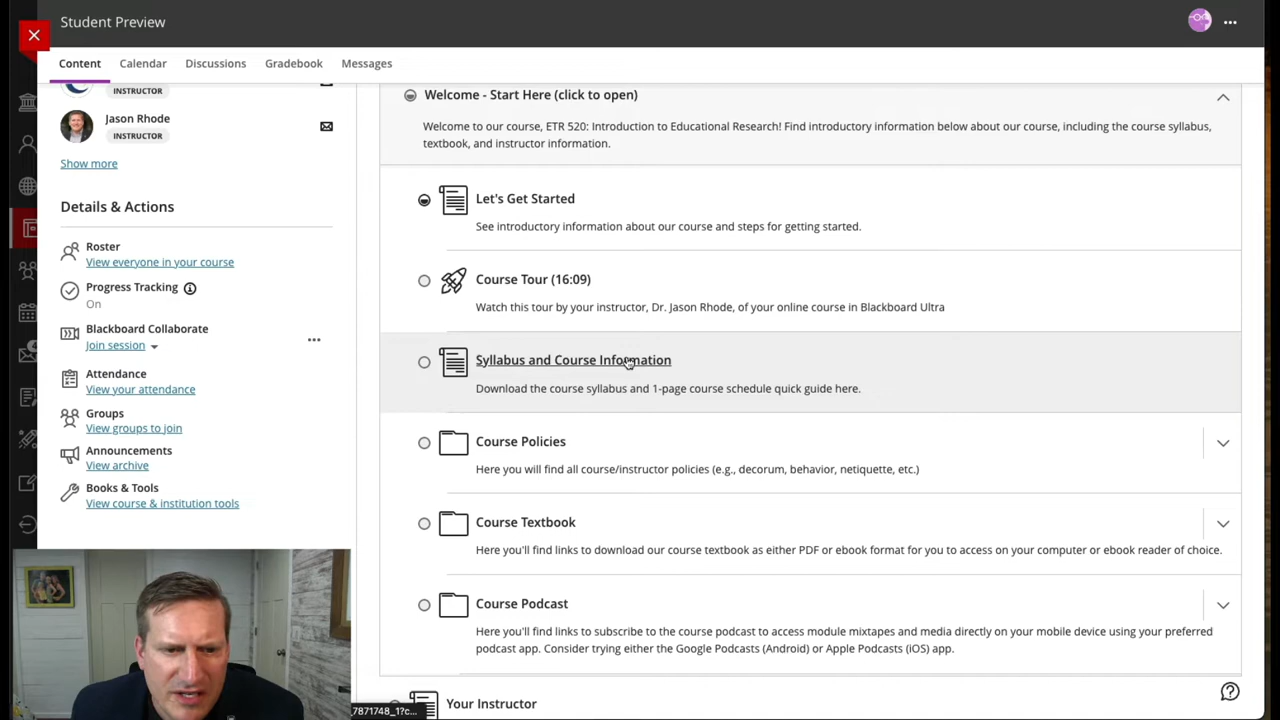 Student Preview
Content
Calendar
Discussions
Gradebook
Messages
INSTRUCTOR
Jason Rhode
INSTRUCTOR
Show more
Details & Actions
Roster
View everyone in your course
Progress Tracking
On
Blackboard Collaborate
Join session
Attendance
View your attendance
Groups
View groups to join
Announcements
View archive
Books & Tools
View course & institution tools
Welcome - Start Here (click to open)
Welcome to our course, ETR 520: Introduction to Educational Research! Find introductory information below about our course, including the course syllabus,
textbook, and instructor information.
Let's Get Started
See introductory information about our course and steps for getting started.
Course Tour (16:09)
Watch this tour by your instructor, Dr. Jason Rhode, of your online course in Blackboard Ultra
Syllabus and Course Information
Download the course syllabus and 1-page course schedule quick guide here.
Course Policies
Here you will find all course/instructor policies (e.g., decorum, behavior, netiquette, etc.)
Course Textbook
Here you'll find links to download our course textbook as either PDF or ebook format for you to access on your computer or ebook reader of choice.
Course Podcast
Here you'll find links to subscribe to the course podcast to access module mixtapes and media directly on your mobile device using your preferred
podcast app. Consider trying either the Google Podcasts (Android) or Apple Podcasts (iOS) app.
Your Instructor
_7871748_1?c...